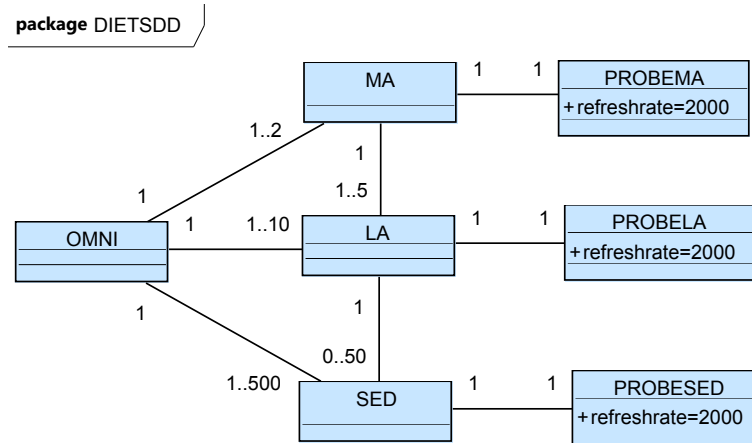 package DIETSDD
MA
1 1
PROBEMA
+refreshrate=2000
1..2
1
1..5
1
OMNI
1 1..10
LA
1 1
PROBELA
+refreshrate=2000
1
1
0..50
1..500
SED
1 1
PROBESED
+refreshrate=2000